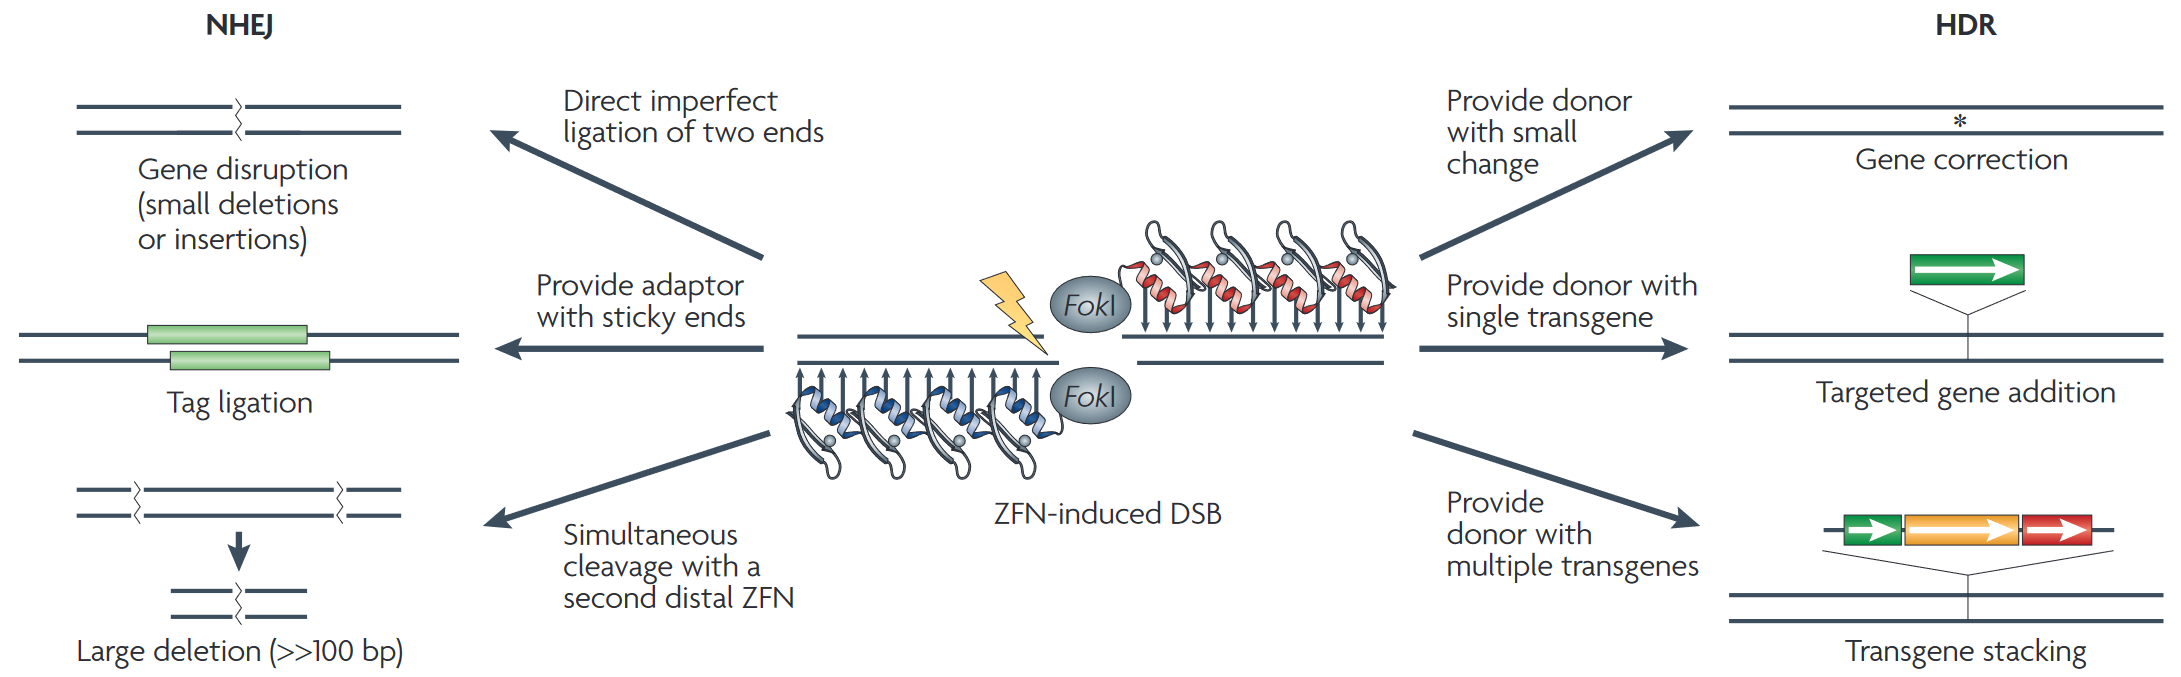 NHEJ
Direct imperfect
ligation of two ends
Gene disruption
(small deletions
or insertions)
Provide adaptor
with sticky ends
Tag ligation
Simultaneous
cleavage with a
second distal ZFN
Large deletion (>>100 bp)
FokI
FokI
ZFN-induced DSB
HDR
Provide donor
with small
change
*
Gene correction
Provide donor with
single transgene
Targeted gene addition
Provide
donor with
multiple transgenes
Transgene stacking